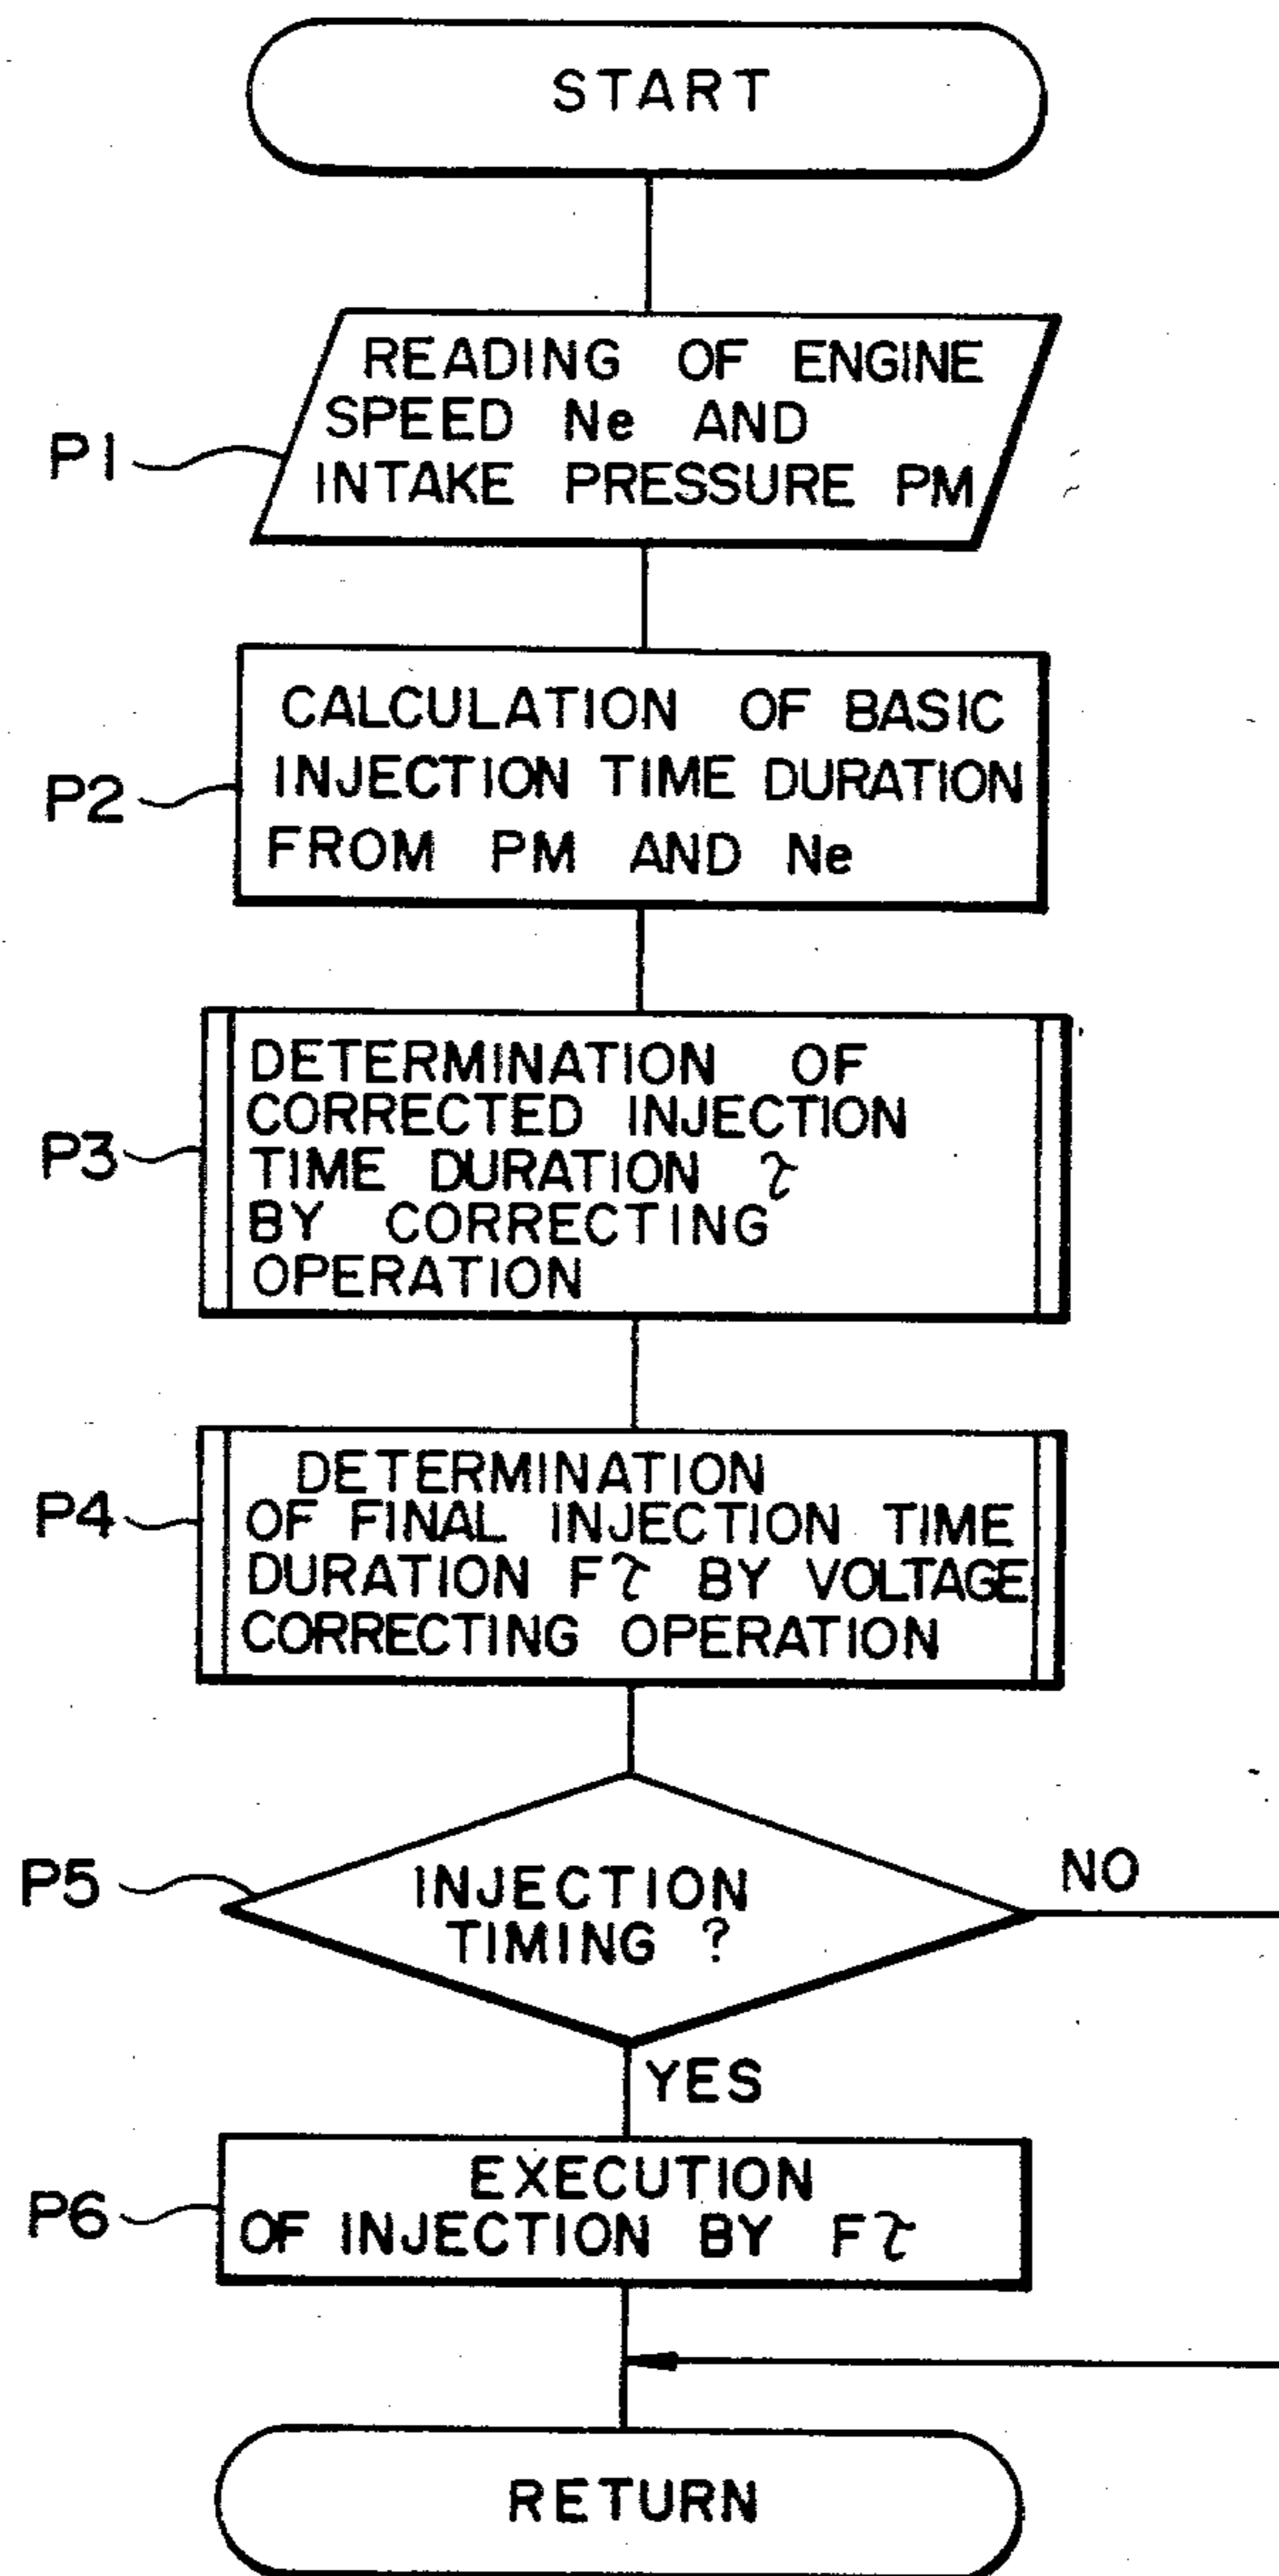 START
READING OF ENGINE
SPEED Ne AND
INTAKE PRESSURE PM
P1
CALCULATION OF BASIC
INJECTION TIME DURATION
FROM PM AND Ne
P2
DETERMINATION OF
CORRECTED INJECTION
TIME DURATION τ
BY CORRECTING
OPERATION
P3
DETERMINATION
OF FINAL INJECTION TIME
DURATION Fτ BY VOLTAGE
CORRECTING OPERATION
P4
INJECTION
TIMING ?
P5
NO
YES
EXECUTION
OF INJECTION BY Fτ
P6
RETURN